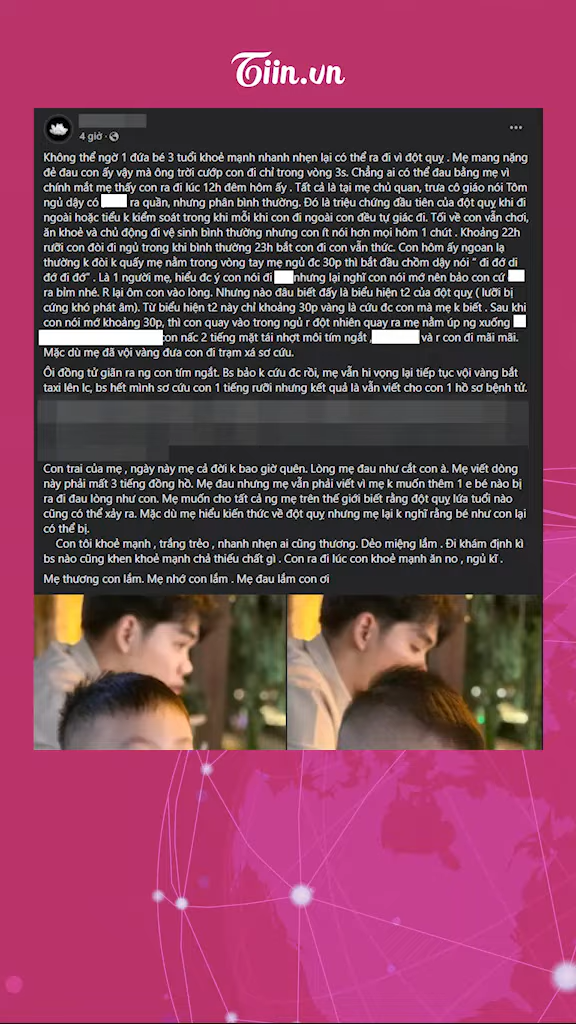 Tiin.vn
4 giờ
Không thể ngờ 1 đứa bé 3 tuổi khoẻ mạnh nhanh nhẹn lại có thể ra đi vì đột quỵ . Mẹ mang nặng
đẻ đau con ấy vậy mà ông trời cướp con đi chỉ trong vòng 3s. Chẳng ai có thể đau bằng mẹ vì
chính mắt mẹ thấy con ra đi lúc 12h đêm hôm ấy . Tất cả là tại mẹ chủ quan, trưa cô giáo nói Tôm
ngủ dậy có ra quần, nhưng phân bình thường. Đó là triệu chứng đầu tiên của đột quỵ khi đi
ngoài hoặc tiểu k kiểm soát trong khi mỗi khi con đi ngoài con đều tự giác đi. Tối về con vẫn chơi,
ăn khoẻ và chủ động đi vệ sinh bình thường nhưng con ít nói hơn mọi hôm 1 chút . Khoảng 22h
rưỡi con đòi đi ngủ trong khi bình thường 23h bắt con đi con vẫn thức. Con hôm ấy ngoan lạ
thường k đòi k quấy mẹ nằm trong vòng tay mẹ ngủ đc 30p thì bắt đầu chồm dậy nói " đi đớ di
đớ đi đớ" . Là 1 người mẹ, hiểu đc ý con nói đi nhưng lại nghĩ con nói mớ nên bảo con cứ
ra bỉm nhé. R lại ôm con vào lòng. Nhưng nào đâu biết đấy là biểu hiện t2 của đột quỵ ( lưỡi bị
cứng khó phát âm). Từ biểu hiện t2 này chỉ khoảng 30p vàng là cứu đc con mà mẹ k biết . Sau khi
con nói mớ khoảng 30p, thì con quay vào trong ngủ r đột nhiên quay ra mẹ nằm úp ng xuống
con nấc 2 tiếng mặt tái nhợt môi tím ngắt , và r con đi mãi mãi.
Mặc dù mẹ đã vội vàng đưa con đi trạm xá sơ cứu.
Ôi đồng tử giãn ra ng con tím ngắt. Bs bảo k cứu đc rồi, mẹ vẫn hi vọng lại tiếp tục vội vàng bắt
taxi lên lc, bs hết mình sơ cứu con 1 tiếng rưỡi nhưng kết quả là vẫn viết cho con 1 hồ sơ bệnh tử.
Con trai của mẹ , ngày này mẹ cả đời k bao giờ quên. Lòng mẹ đau như cắt con à. Mẹ viết dòng
này phải mất 3 tiếng đồng hồ. Mẹ đau nhưng mẹ vẫn phải viết vì mẹ k muốn thêm 1 e bé nào bị
ra đi đau lòng như con. Mẹ muốn cho tất cả ng mẹ trên thế giới biết rằng đột quỵ lứa tuổi nào
cũng có thể xảy ra. Mặc dù mẹ hiểu kiến thức về đột quỵ nhưng mẹ lại k nghĩ rằng bé như con lại
có thể bị.
Con tôi khoẻ mạnh , trắng trẻo , nhanh nhẹn ai cũng thương. Dẻo miệng lắm . Đi khám định kì
bs nào cũng khen khoẻ mạnh chả thiếu chất gì . Con ra đi lúc con khoẻ mạnh ăn no , ngủ kĩ .
Mẹ thương con lắm. Mẹ nhớ con lắm . Mẹ đau lắm con ơi